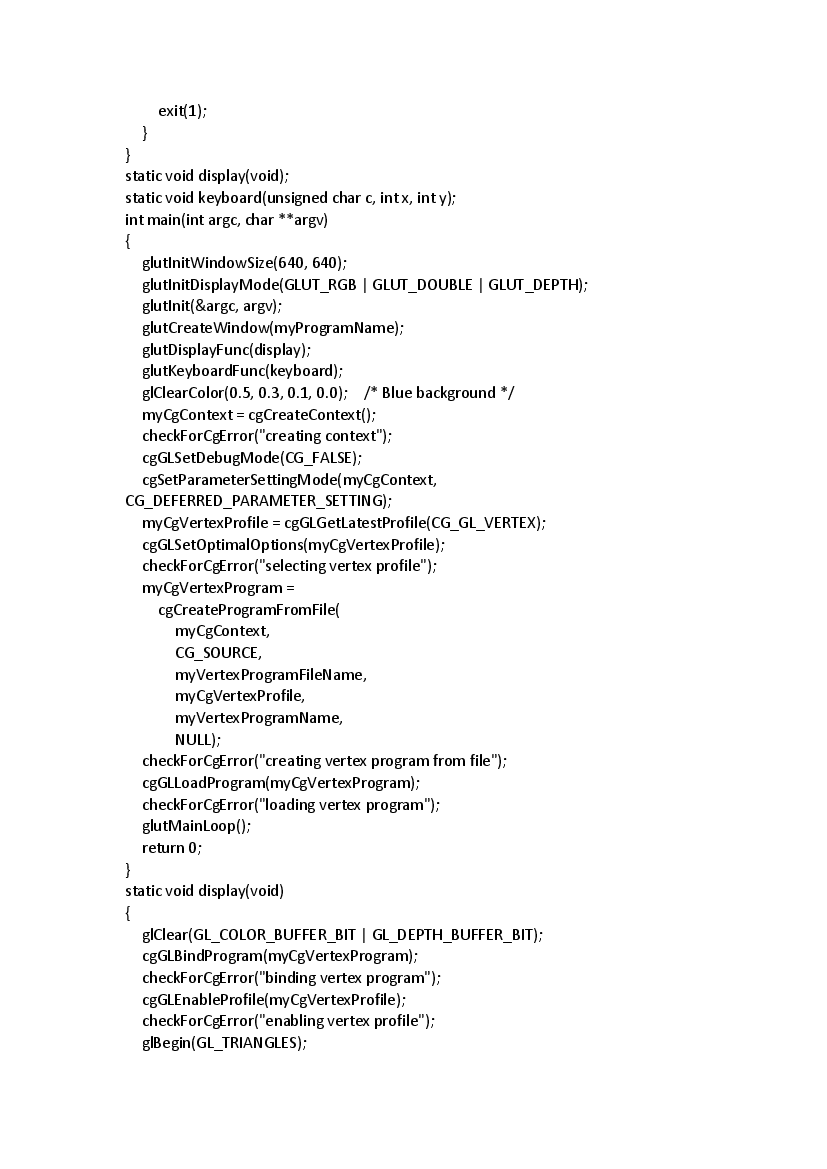 exit(1);
}
}
static void display(void);
static void keyboard(unsigned char c, int x, int y);
int main(int argc, char **argv)
{
glutInitWindowSize(640, 640);
glutInitDisplayMode(GLUT_RGB | GLUT_DOUBLE | GLUT_DEPTH);
glutInit(&argc, argv);
glutCreateWindow(myProgramName);
glutDisplayFunc(display);
glutKeyboardFunc(keyboard);
glClearColor(0.5, 0.3, 0.1, 0.0);    /* Blue background */
myCgContext = cgCreateContext();
checkForCgError("creating context");
cgGLSetDebugMode(CG_FALSE);
cgSetParameterSettingMode(myCgContext,
CG_DEFERRED_PARAMETER_SETTING);
myCgVertexProfile = cgGLGetLatestProfile(CG_GL_VERTEX);
cgGLSetOptimalOptions(myCgVertexProfile);
checkForCgError("selecting vertex profile");
myCgVertexProgram =
cgCreateProgramFromFile(
myCgContext,
CG_SOURCE,
myVertexProgramFileName,
myCgVertexProfile,
myVertexProgramName,
NULL);
checkForCgError("creating vertex program from file");
cgGLLoadProgram(myCgVertexProgram);
checkForCgError("loading vertex program");
glutMainLoop();
return 0;
}
static void display(void)
{
glClear(GL_COLOR_BUFFER_BIT | GL_DEPTH_BUFFER_BIT);
cgGLBindProgram(myCgVertexProgram);
checkForCgError("binding vertex program");
cgGLEnableProfile(myCgVertexProfile);
checkForCgError("enabling vertex profile");
glBegin(GL_TRIANGLES);